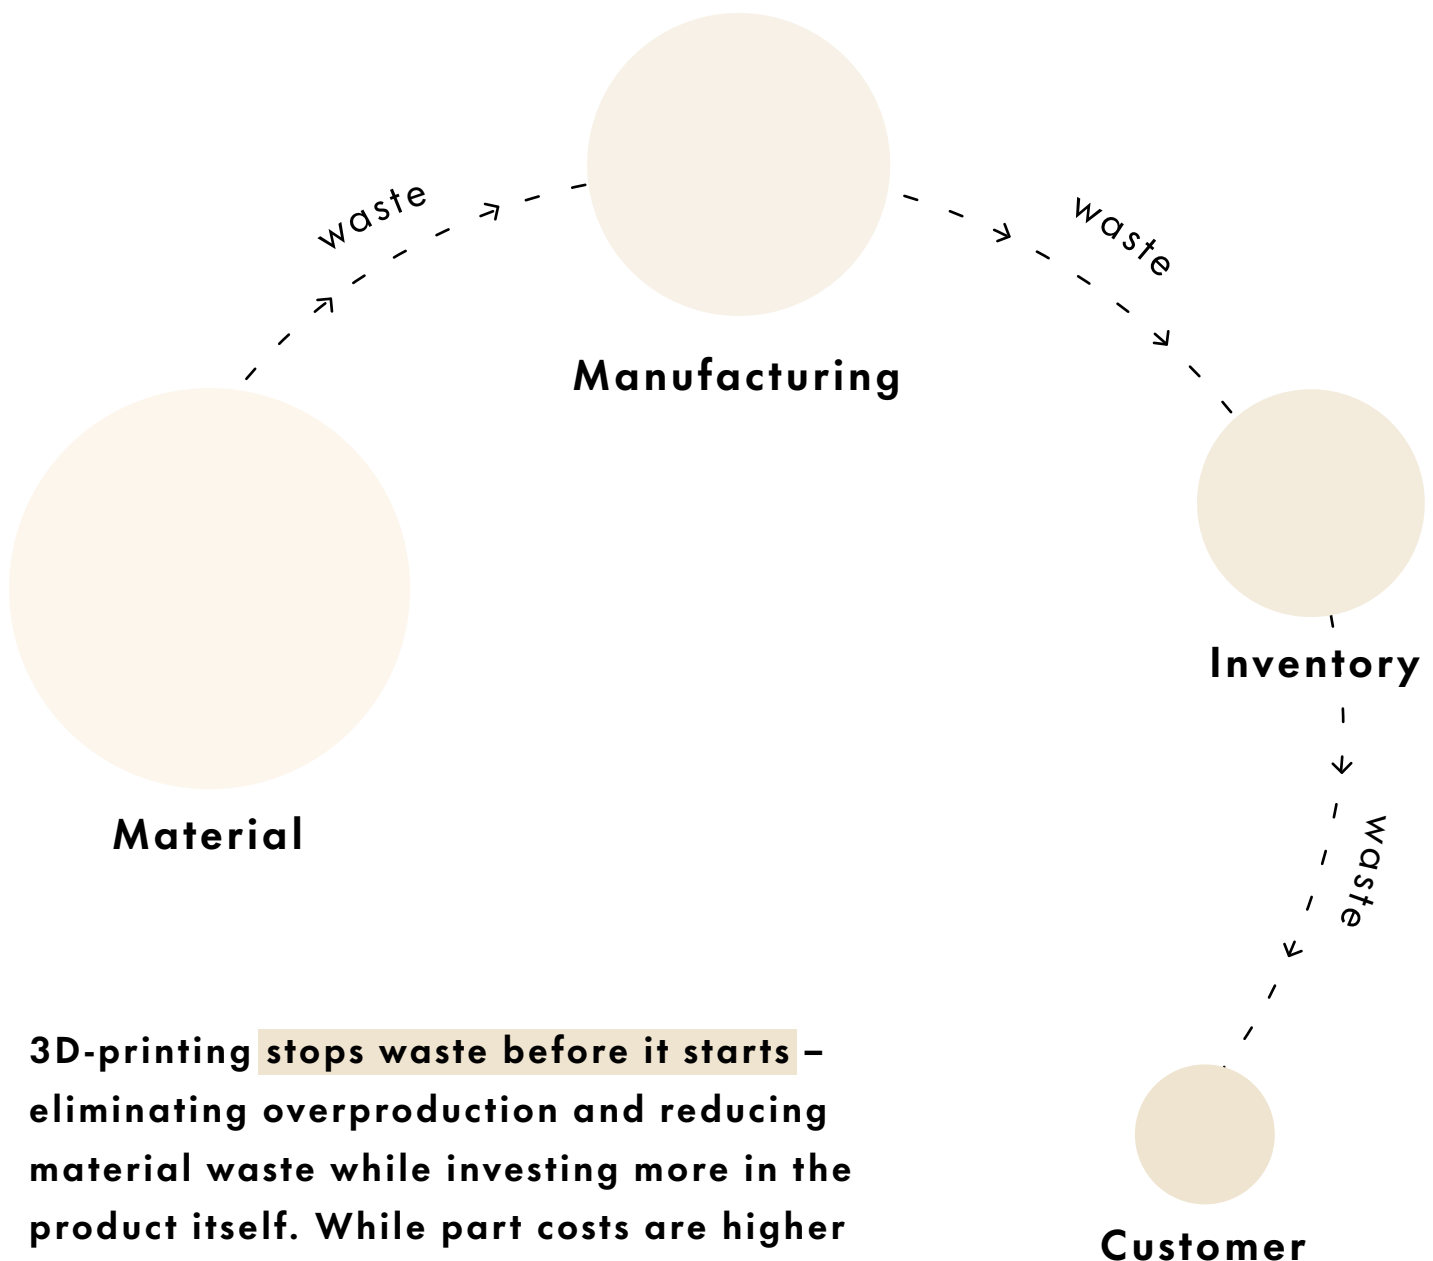 waste
waste
Manufacturing
Inventory
Material
waste
3D-printing stops waste before it starts –
eliminating overproduction and reducing
material waste while investing more in the
product itself. While part costs are higher
Customer